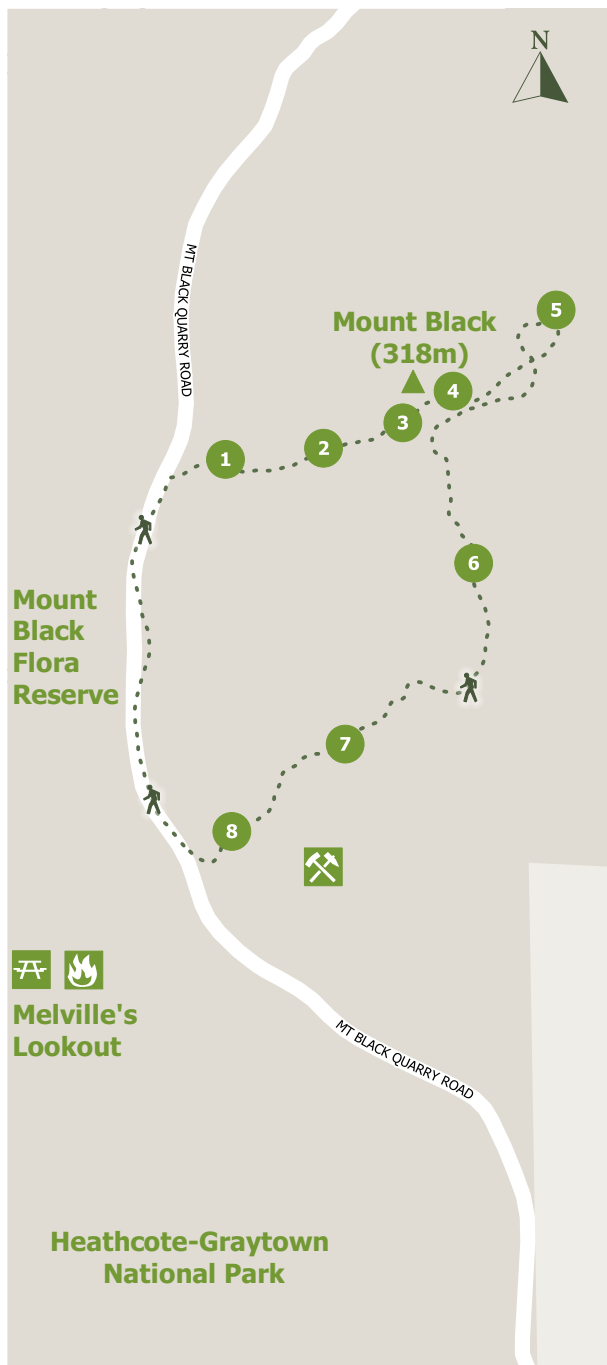 N
MT BLACK QUARRY ROAD
5
Mount Black
(318m)
4
3
2
1
6
Mount
Black
Flora
Reserve
7
8
Melville's
Lookout
MT BLACK QUARRY ROAD
Heathcote-Graytown
National Park